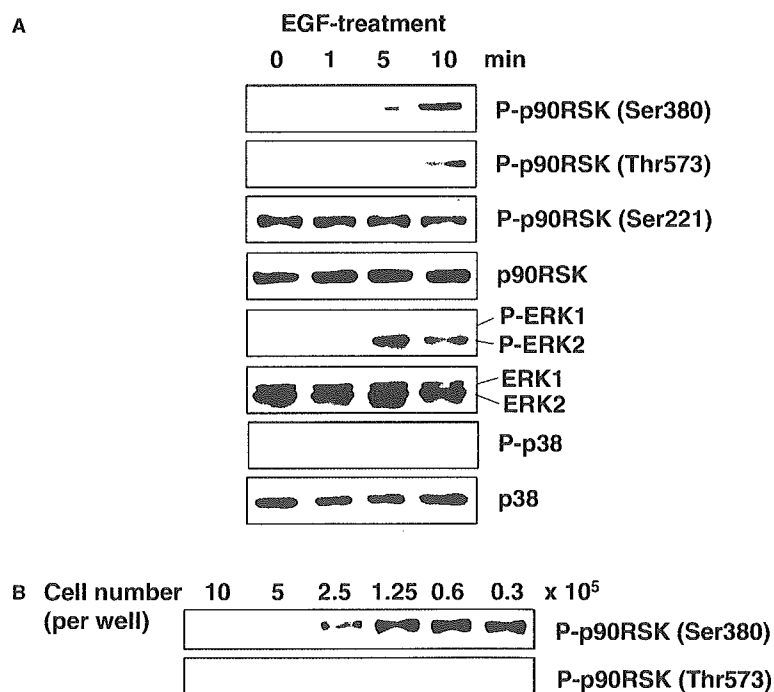 A
EGF-treatment
0 1 5 10 min
P-p90RSK (Ser380)
P-p90RSK (Thr573)
P-p90RSK (Ser221)
p90RSK
P-ERK1
P-ERK2
ERK1
ERK2
P-p38
p38
B Cell number 10 5 2.5 1.25 0.6 0.3 x 10⁵
(per well)
P-p90RSK (Ser380)
P-p90RSK (Thr573)